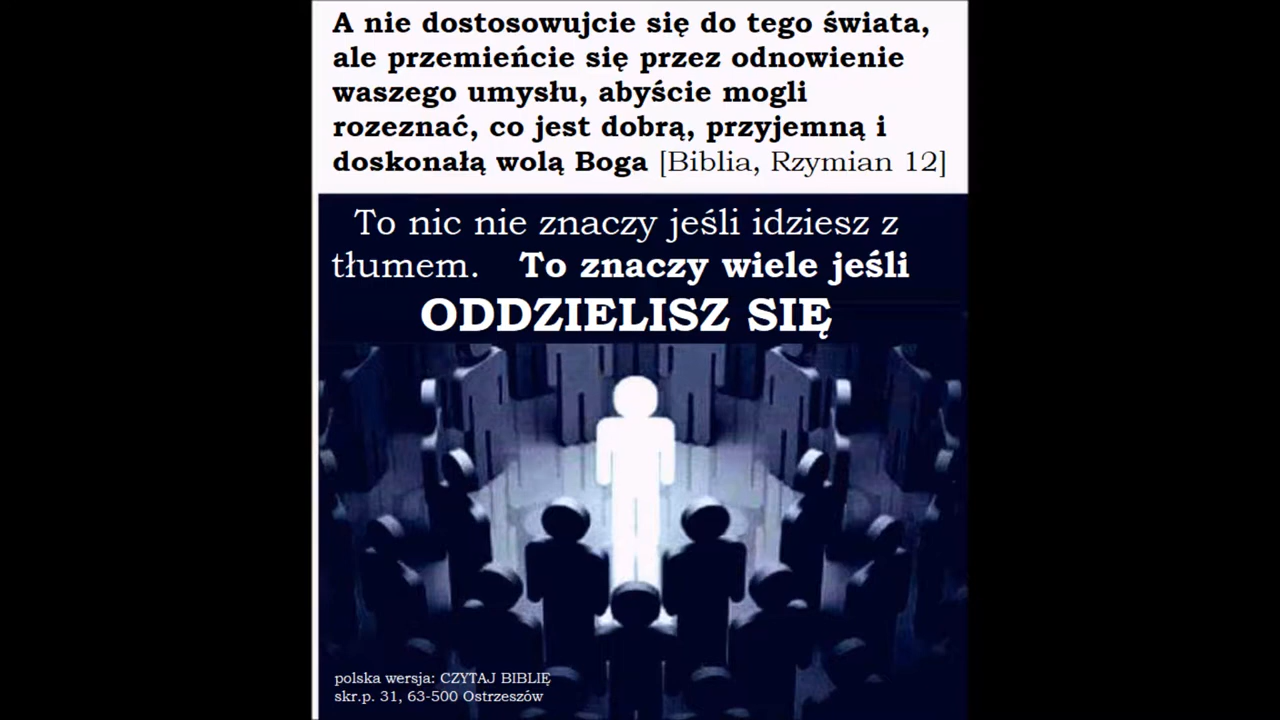 A nie dostosowujcie się do tego świata,
ale przemieńcie się przez odnowienie
waszego umysłu, abyście mogli
rozeznać, co jest dobrą, przyjemną i
doskonałą wolą Boga [Biblia, Rzymian 12]
To nic nie znaczy jeśli idziesz z
tłumem. To znaczy wiele jeśli
ODDZIELISZ SIĘ
polska wersja: CZYTAJ BIBLIĘ
skr.p. 31, 63-500 Ostrzeszów